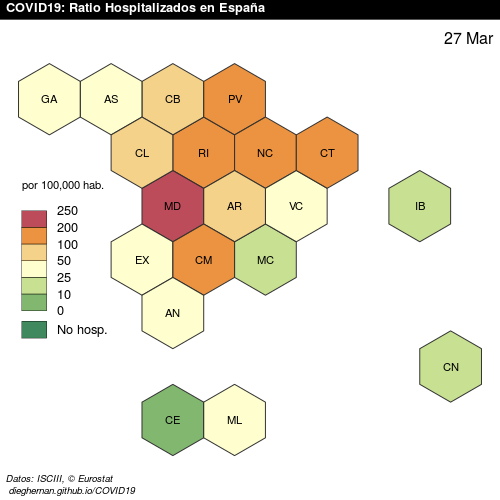 COVID19: Ratio Hospitalizados en España
27 Mar
GA AS CB PV
CL RI NC CT
MD AR VC IB
EX CM MC
AN
CN
CE ML
por 100,000 hab.
250
200
100
50
25
10
0
No hosp.
Datos: ISCIII, © Eurostat
dieghernan.github.io/COVID19